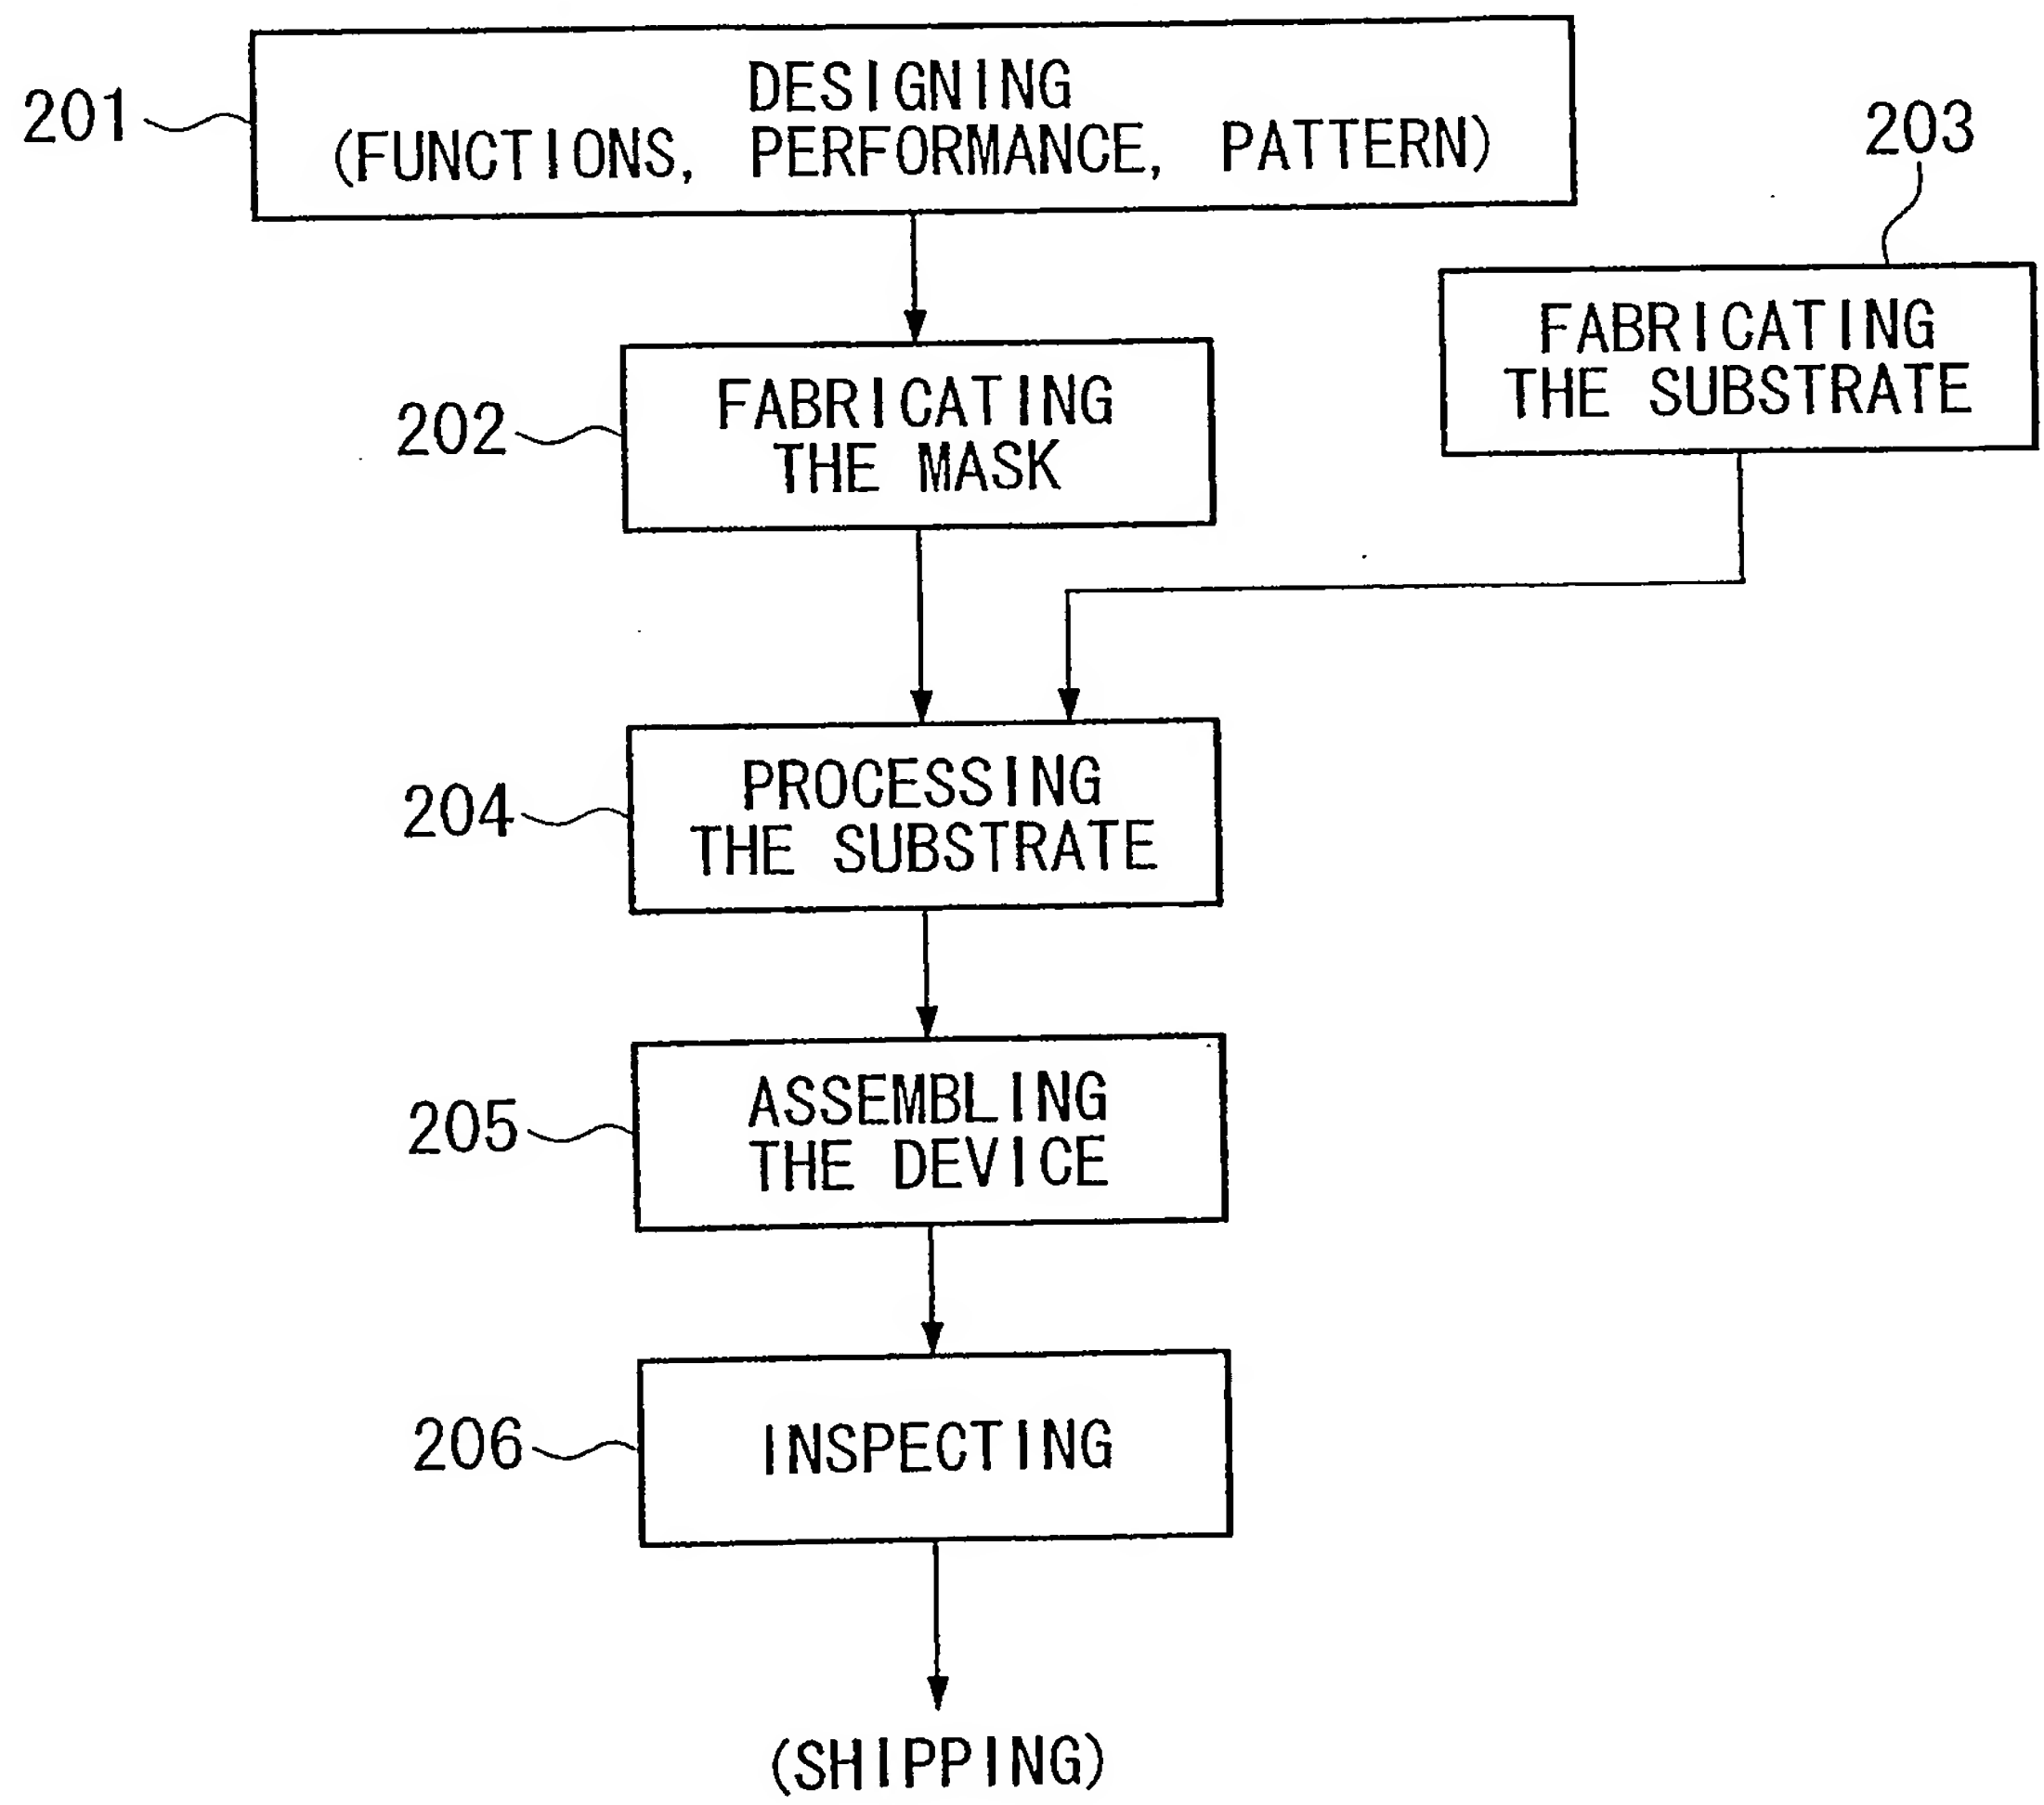 201
DESIGNING
(FUNCTIONS, PERFORMANCE, PATTERN)
203
FABRICATING
THE SUBSTRATE
202
FABRICATING
THE MASK
204
PROCESSING
THE SUBSTRATE
205
ASSEMBLING
THE DEVICE
206
INSPECTING
(SHIPPING)